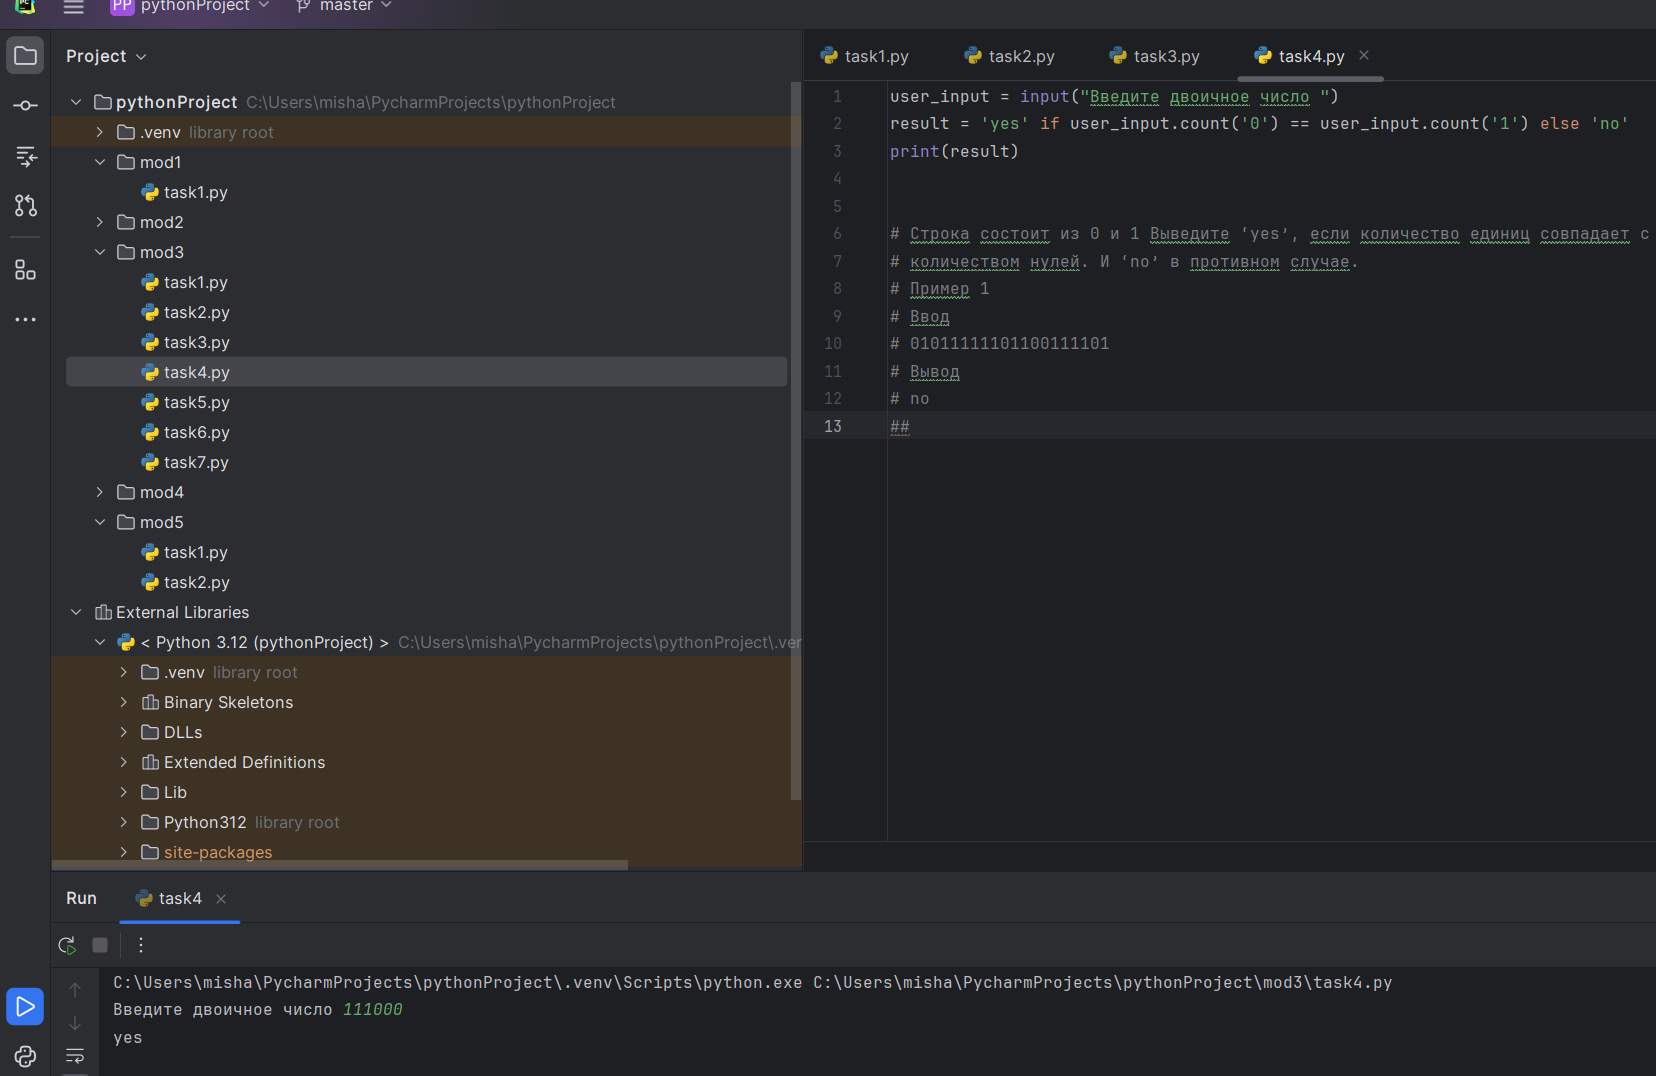 PP pythonProject master
Project
pythonProject C:\Users\misha\PycharmProjects\pythonProject
.venv library root
mod1
task1.py
mod2
mod3
task1.py
task2.py
task3.py
task4.py
task5.py
task6.py
task7.py
mod4
mod5
task1.py
task2.py
External Libraries
< Python 3.12 (pythonProject) > C:\Users\misha\PycharmProjects\pythonProject\.ver
.venv library root
Binary Skeletons
DLLs
Extended Definitions
Lib
Python312 library root
site-packages
task1.py task2.py task3.py task4.py
1 user_input = input("Введите двоичное число ")
2 result = 'yes' if user_input.count('0') == user_input.count('1') else 'no'
3 print(result)
4
5
6 # Строка состоит из 0 и 1 Выведите ‘yes’, если количество единиц совпадает с
7 # количеством нулей. И ‘no’ в противном случае.
8 # Пример 1
9 # Ввод
10 # 01011111101100111101
11 # Вывод
12 # no
13 ##
Run task4
C:\Users\misha\PycharmProjects\pythonProject\.venv\Scripts\python.exe C:\Users\misha\PycharmProjects\pythonProject\mod3\task4.py
Введите двоичное число 111000
yes